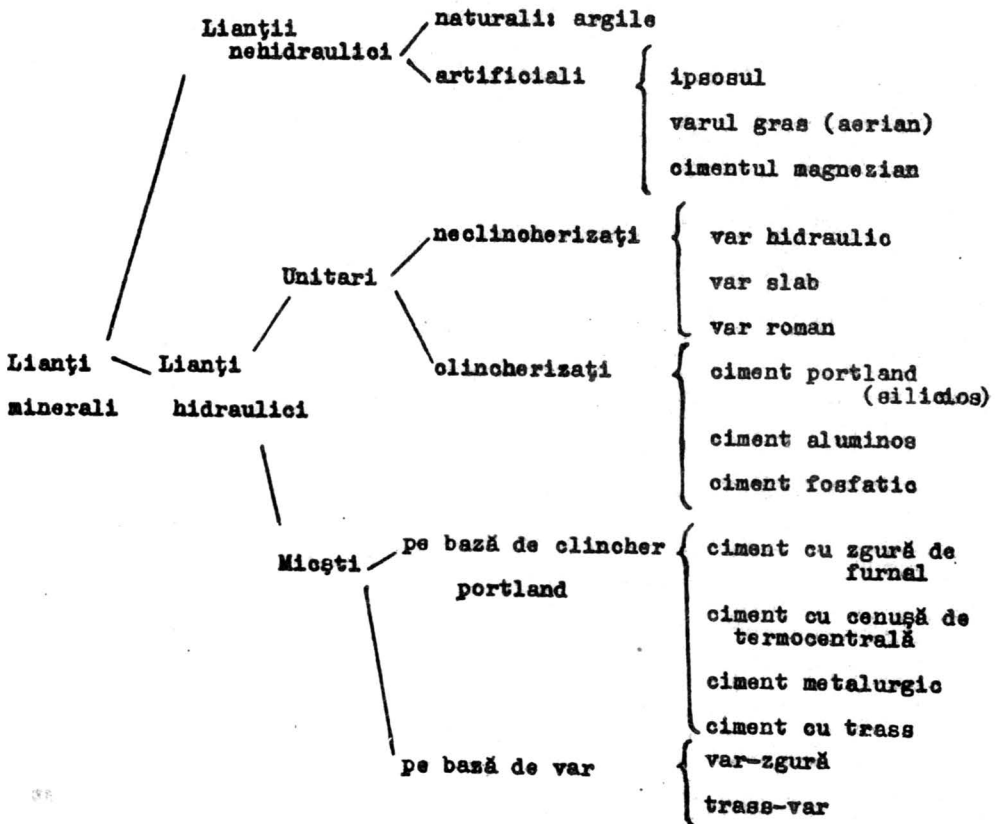 Lianţii
nehidraulici
naturali: argile
artificiali
ipsosul
varul gras (aerian)
cimentul magnezian
neclincherizaţi
var hidraulic
Unitari
var slab
var roman
Lianţi Lianţi
clincherizaţi
ciment portland
(silicios)
minerali hidraulici
ciment aluminos
ciment fosfatic
Micşti
pe bază de clincher
portland
ciment cu zgură de
furnal
ciment cu cenuşă de
termocentrală
ciment metalurgic
ciment cu trass
pe bază de var
var-zgură
trass-var